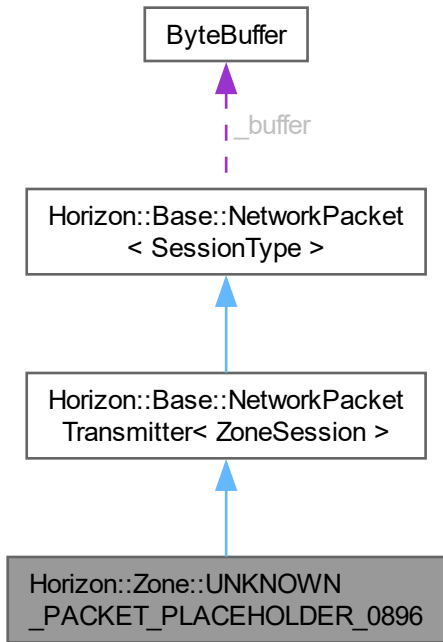 ByteBuffer
_buffer
Horizon::Base::NetworkPacket
< SessionType >
Horizon::Base::NetworkPacket
Transmitter< ZoneSession >
Horizon::Zone::UNKNOWN
_PACKET_PLACEHOLDER_0896